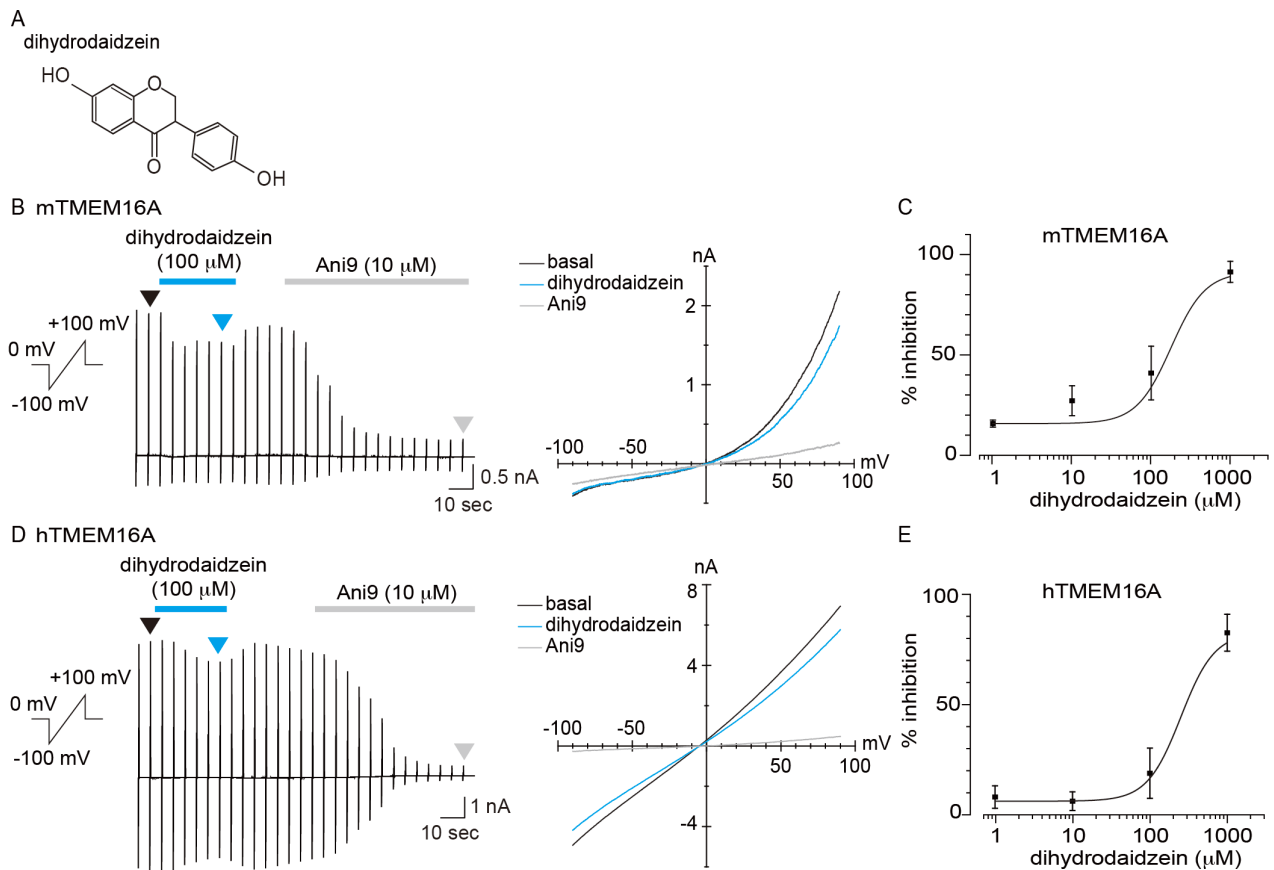 A
dihydrodaidzein
HO
O
O
OH
B mTMEM16A
dihydrodaidzein
(100 μM)
Ani9 (10 μM)
+100 mV
0 mV
-100 mV
0.5 nA
10 sec
basal
dihydrodaidzein
Ani9
nA
2
1
-100
-50
50
100
mV
C
mTMEM16A
% inhibition
100
50
0
1
10
100
1000
dihydrodaidzein (μM)
D hTMEM16A
dihydrodaidzein
(100 μM)
Ani9 (10 μM)
+100 mV
0 mV
-100 mV
1 nA
10 sec
basal
dihydrodaidzein
Ani9
nA
8
4
-4
-100
-50
50
100
mV
E
hTMEM16A
% inhibition
100
50
0
1
10
100
1000
dihydrodaidzein (μM)